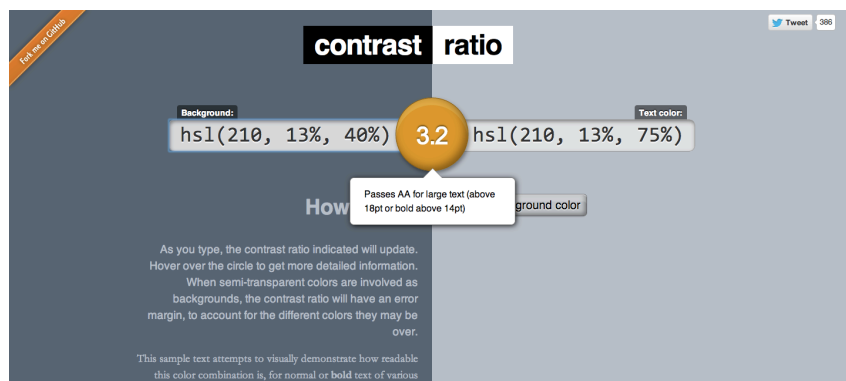 Fork me on GitHub
Tweet 386
contrast ratio
Background:
Text color:
hsl(210, 13%, 40%) 3.2 hsl(210, 13%, 75%)
Passes AA for large text (above
18pt or bold above 14pt)
How
ground color
As you type, the contrast ratio indicated will update.
Hover over the circle to get more detailed information.
When semi-transparent colors are involved as
backgrounds, the contrast ratio will have an error
margin, to account for the different colors they may be
over.
This sample text attempts to visually demonstrate how readable
this color combination is, for normal or bold text of various